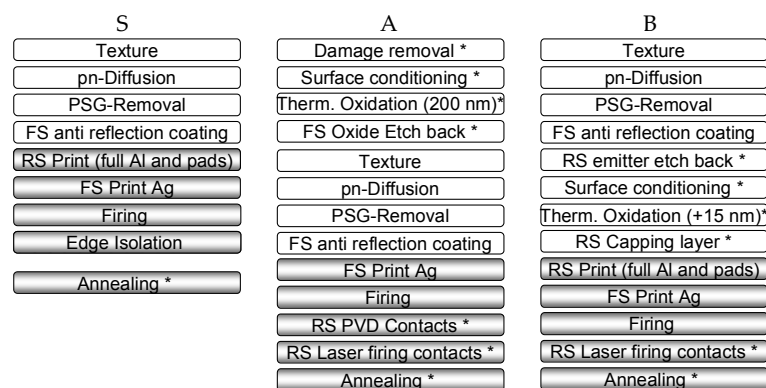 S
Texture
pn-Diffusion
PSG-Removal
FS anti reflection coating
RS Print (full Al and pads)
FS Print Ag
Firing
Edge Isolation
Annealing *
A
Damage removal *
Surface conditioning *
Therm. Oxidation (200 nm)*
FS Oxide Etch back *
Texture
pn-Diffusion
PSG-Removal
FS anti reflection coating
FS Print Ag
Firing
RS PVD Contacts *
RS Laser firing contacts *
Annealing *
B
Texture
pn-Diffusion
PSG-Removal
FS anti reflection coating
RS emitter etch back *
Surface conditioning *
Therm. Oxidation (+15 nm)*
RS Capping layer *
RS Print (full Al and pads)
FS Print Ag
Firing
RS Laser firing contacts *
Annealing *